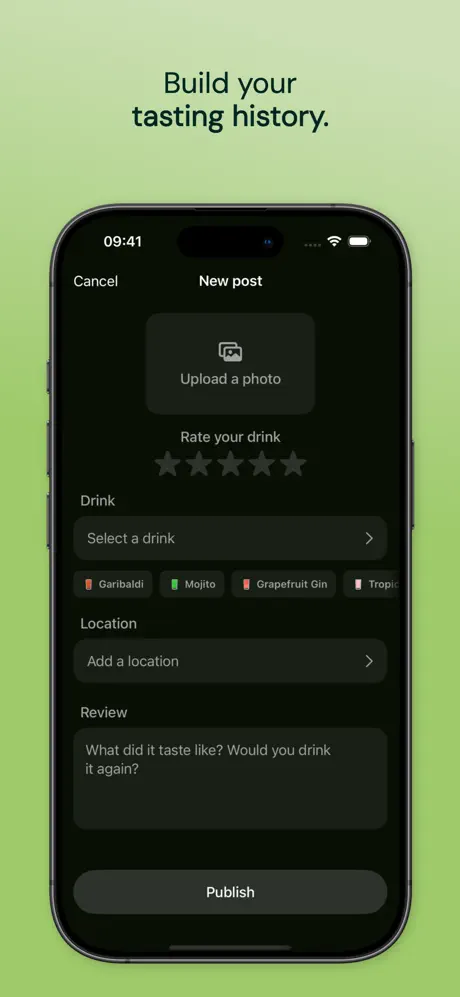 Build your
tasting history.
09:41
Cancel
New post
Upload a photo
Rate your drink
Drink
Select a drink
Garibaldi
Mojito
Grapefruit Gin
Tropic
Location
Add a location
Review
What did it taste like? Would you drink
it again?
Publish